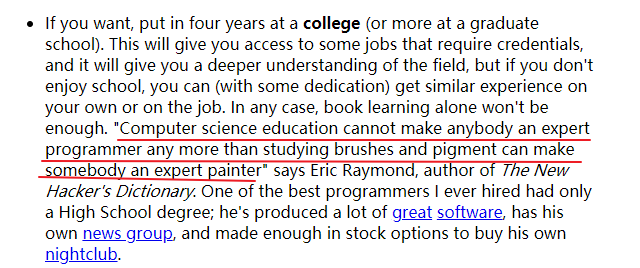 • If you want, put in four years at a college (or more at a graduate
school). This will give you access to some jobs that require credentials,
and it will give you a deeper understanding of the field, but if you don't
enjoy school, you can (with some dedication) get similar experience on
your own or on the job. In any case, book learning alone won't be
enough. "Computer science education cannot make anybody an expert
programmer any more than studying brushes and pigment can make
somebody an expert painter" says Eric Raymond, author of The New
Hacker's Dictionary. One of the best programmers I ever hired had only
a High School degree; he's produced a lot of great software, has his
own news group, and made enough in stock options to buy his own
nightclub.